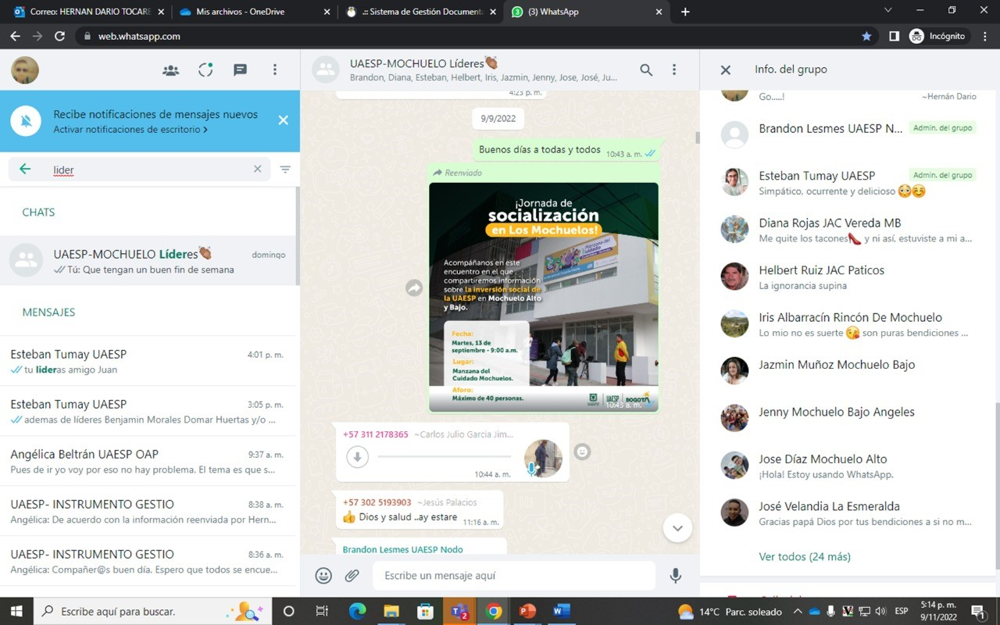 Correo: HERNAN DARIO TOCARE
Mis archivos - OneDrive
.:: Sistema de Gestión Document
(3) WhatsApp
web.whatsapp.com
Incógnito
Recibe notificaciones de mensajes nuevos
Activar notificaciones de escritorio >
lider
CHATS
UAESP-MOCHUELO Líderes👏🏽
domingo
Tú: Que tengan un buen fin de semana
MENSAJES
Esteban Tumay UAESP
4:01 p. m.
tu lideras amigo Juan
Esteban Tumay UAESP
3:05 p. m.
ademas de líderes Benjamin Morales Domar Huertas y/o ...
Angélica Beltrán UAESP OAP
9:37 a. m.
Pues de ir yo voy por eso no hay problema. El tema es que s...
UAESP- INSTRUMENTO GESTIO
8:38 a. m.
Angélica: De acuerdo con la información reenviada por Hern...
UAESP- INSTRUMENTO GESTIO
8:36 a. m.
Angélica: Compañer@s buen día. Espero que todos se encue...
UAESP-MOCHUELO Líderes👏🏽
Brandon, Diana, Esteban, Helbert, Iris, Jazmin, Jenny, Jose, José, Ju...
4:23 p. m.
9/9/2022
Buenos días a todas y todos
10:43 a. m.
Reenviado
¡Jornada de
socialización
en Los Mochuelos!
Manzana del
cuidado
Acompáñanos en este
encuentro en el que
compartiremos información
sobre la inversión social de
la UAESP en Mochuelo Alto
y Bajo.
Fecha:
Martes, 13 de
septiembre - 9:00 a.m.
Lugar:
Manzana del
Cuidado Mochuelos.
Aforo:
Máximo de 40 personas.
UAESP
BOGOTÁ
10:43 a. m.
+57 311 2178365
~Carlos Julio Garcia Jim...
10:44 a. m.
+57 302 5193903
~Jesús Palacios
👍 Dios y salud ..ay estare
11:16 a. m.
Brandon Lesmes UAESP Nodo
Escribe un mensaje aquí
Info. del grupo
Go.....!
~Hernán Dario
Brandon Lesmes UAESP N...
Admin. del grupo
Esteban Tumay UAESP
Admin. del grupo
Simpático, ocurrente y delicioso 😳☺️
Diana Rojas JAC Vereda MB
Me quite los tacones👠 y ni así, estuviste a mi a...
Helbert Ruiz JAC Paticos
La ignorancia supina
Iris Albarracín Rincón De Mochuelo
Lo mio no es suerte 😘 son puras bendiciones ...
Jazmin Muñoz Mochuelo Bajo
Jenny Mochuelo Bajo Angeles
Jose Díaz Mochuelo Alto
¡Hola! Estoy usando WhatsApp.
José Velandia La Esmeralda
Gracias papá Dios por tus bendiciones a si no m...
Ver todos (24 más)
Escribe aquí para buscar.
14°C Parc. soleado
ESP
5:14 p. m.
9/11/2022